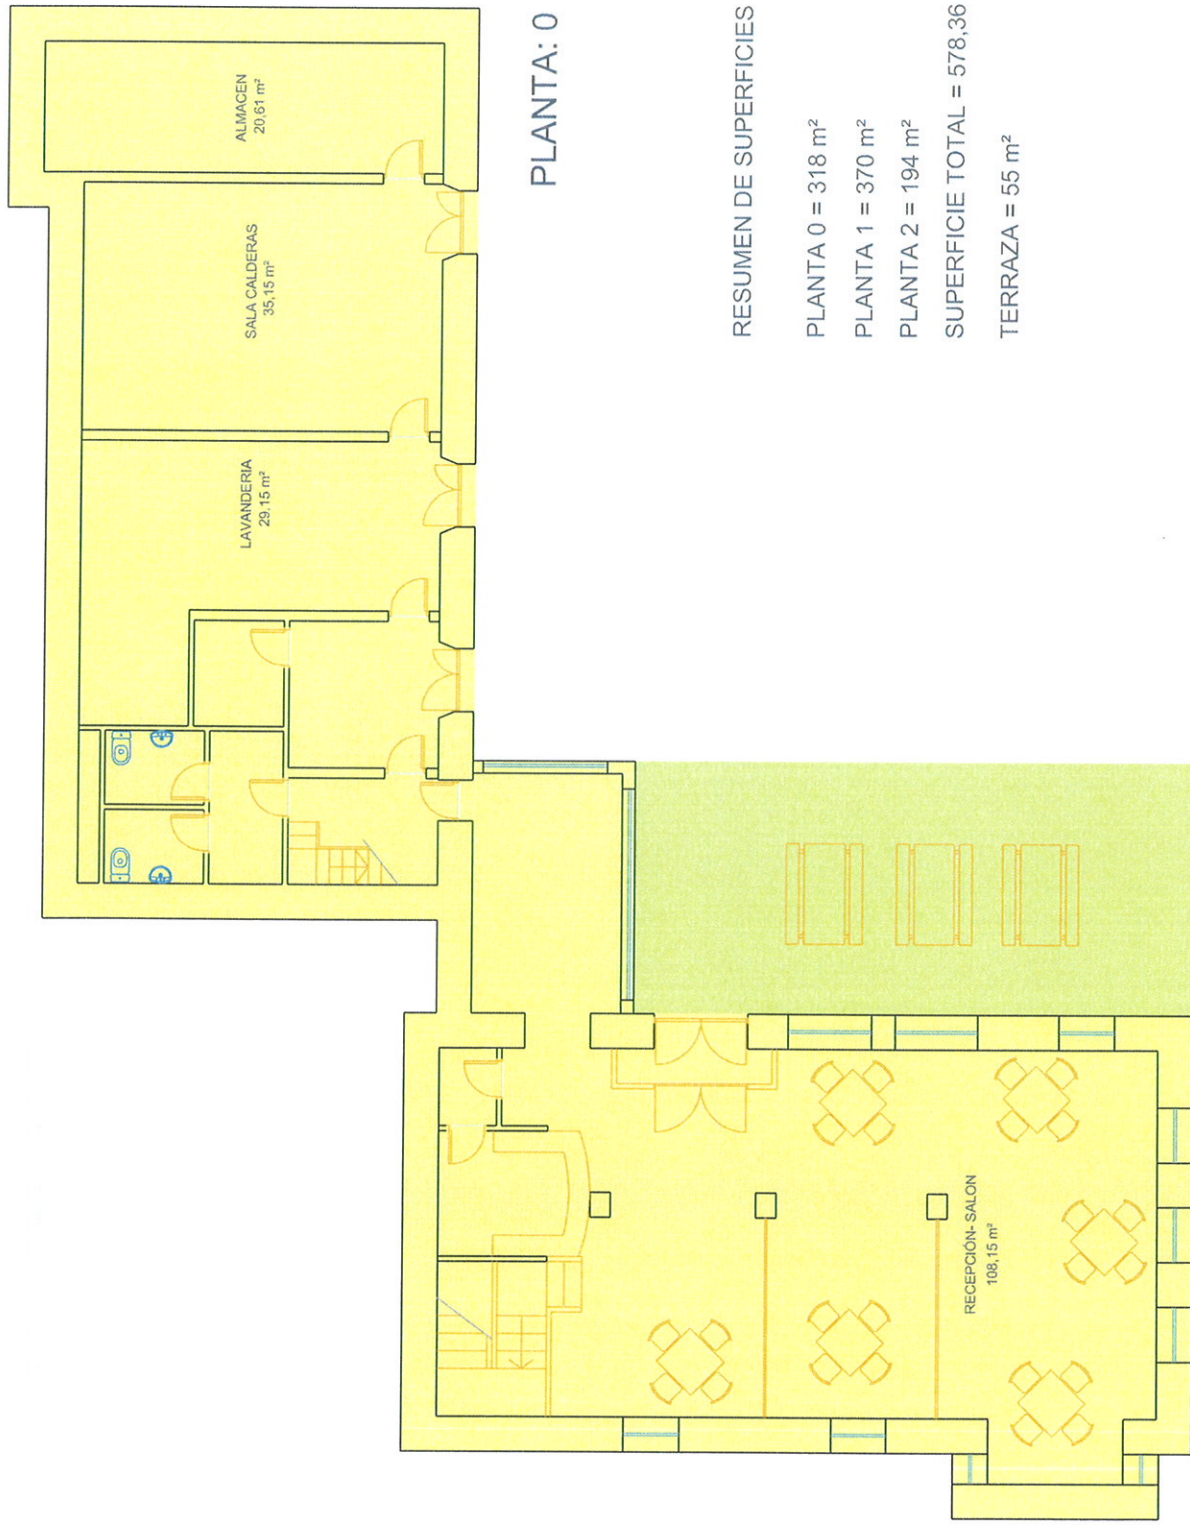 PLANTA: 0
ALMACEN
20,61 m²
SALA CALDERAS
35,15 m²
LAVANDERIA
29,15 m²
RECEPCIÓN- SALON
108,15 m²
RESUMEN DE SUPERFICIES
PLANTA 0 = 318 m²
PLANTA 1 = 370 m²
PLANTA 2 = 194 m²
SUPERFICIE TOTAL = 578,36
TERRAZA = 55 m²